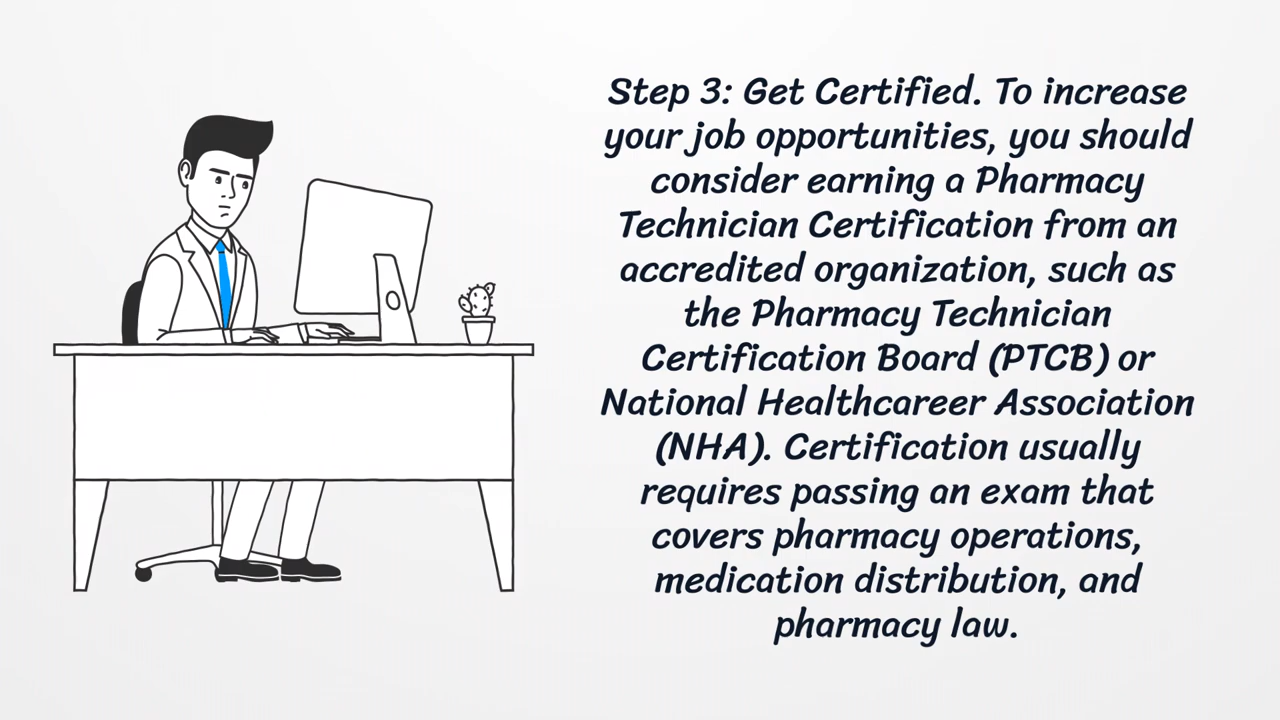 Step 3: Get Certified. To increase
your job opportunities, you should
consider earning a Pharmacy
Technician Certification from an
accredited organization, such as
the Pharmacy Technician
Certification Board (PTCB) or
National Healthcareer Association
(NHA). Certification usually
requires passing an exam that
covers pharmacy operations,
medication distribution, and
pharmacy law.